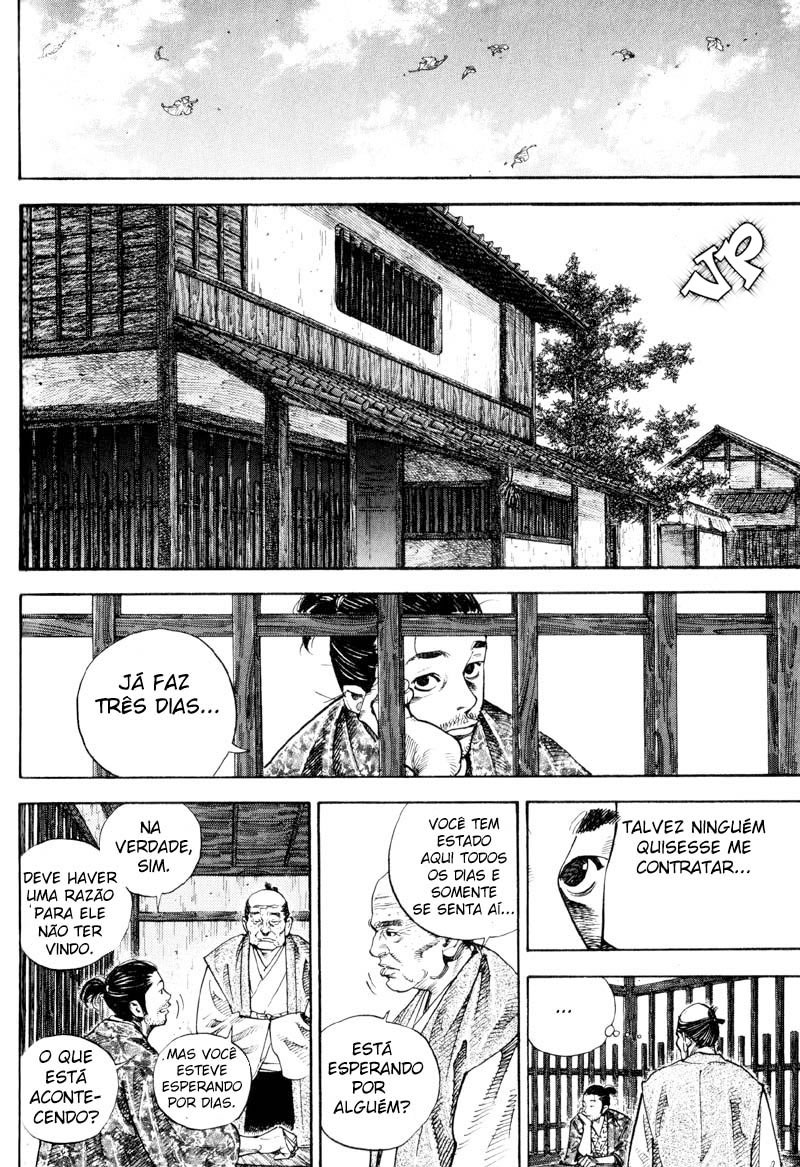 VP
JÁ FAZ
TRÊS DIAS...
TALVEZ NINGUÉM
QUISESSE ME
CONTRATAR...
...
VOCÊ TEM
ESTADO
AQUI TODOS
OS DIAS E
SOMENTE
SE SENTA AÍ...
ESTÁ
ESPERANDO
POR
ALGUÉM?
NA
VERDADE,
SIM.
DEVE HAVER
UMA RAZÃO
PARA ELE
NÃO TER
VINDO.
MAS VOCÊ
ESTEVE
ESPERANDO
POR DIAS.
O QUE
ESTÁ
ACONTE-
CENDO?